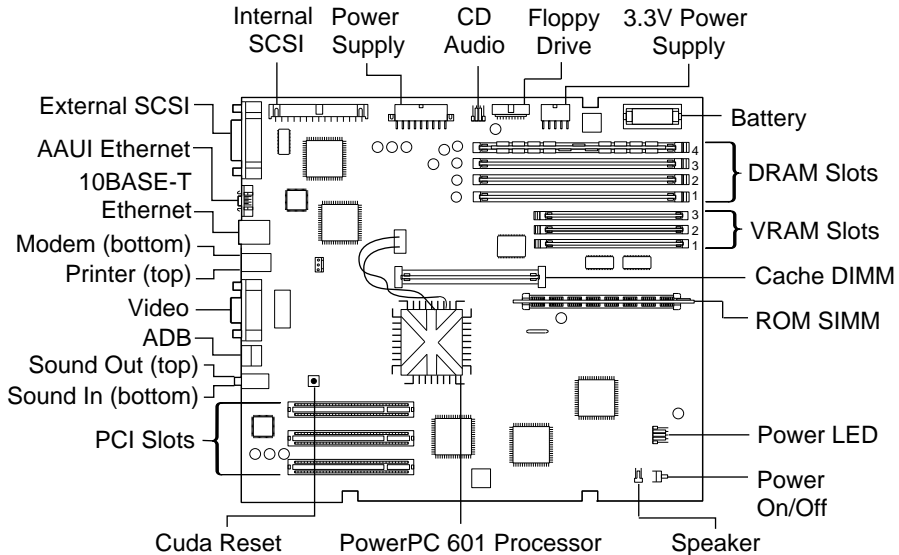 Internal
SCSI
Power
Supply
CD
Audio
Floppy
Drive
3.3V Power
Supply
External SCSI
AAUI Ethernet
10BASE-T
Ethernet
Modem (bottom)
Printer (top)
Video
ADB
Sound Out (top)
Sound In (bottom)
PCI Slots
Battery
4
3
2
1
DRAM Slots
3
2
1
VRAM Slots
Cache DIMM
ROM SIMM
Power LED
Power
On/Off
Cuda Reset
PowerPC 601 Processor
Speaker